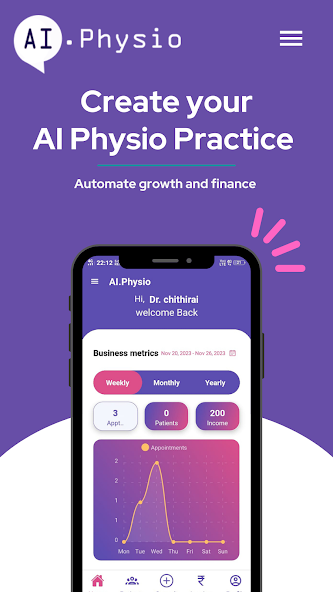 AI.Physio
Create your
AI Physio Practice
Automate growth and finance
22:12
AI.Physio
Hi, Dr. chithirai
welcome Back
Business metrics Nov 20, 2023 - Nov 26, 2023
Weekly Monthly Yearly
3 0 200
Appt.. Patients Income
Appointments
2
2
1
1
0
Mon Tue Wed Thu Fri Sat Sun